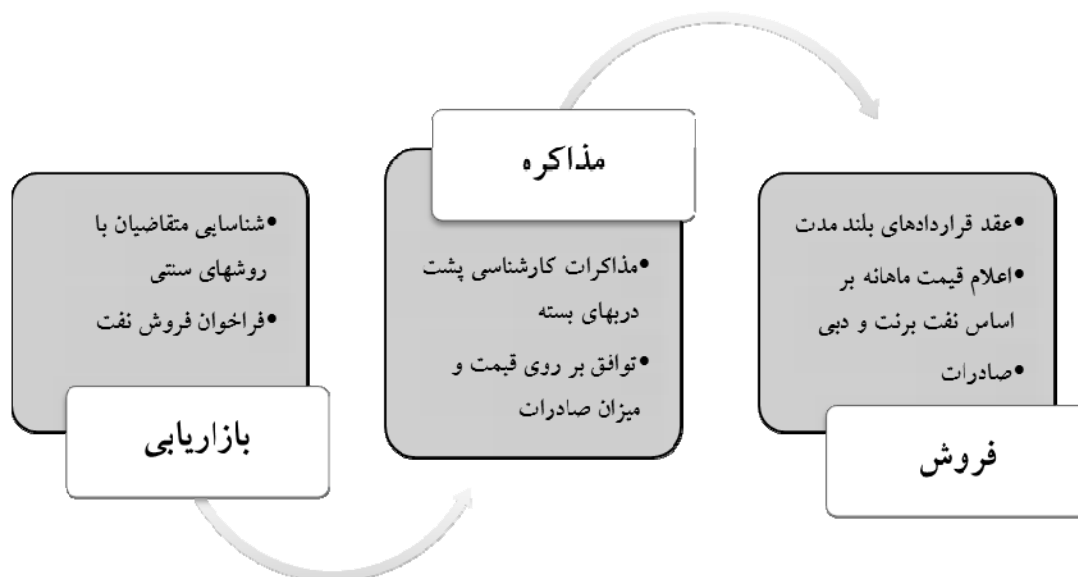 •شناسایی متقاضیان با
روشهای سنتی
•فراخوان فروش نفت
بازاریابی
مذاکره
•مذاکرات کارشناسی پشت
دربهای بسته
•توافق بر روی قیمت و
میزان صادرات
•عقد قراردادهای بلند مدت
•اعلام قیمت ماهانه بر
اساس نفت برنت و دبی
•صادرات
فروش